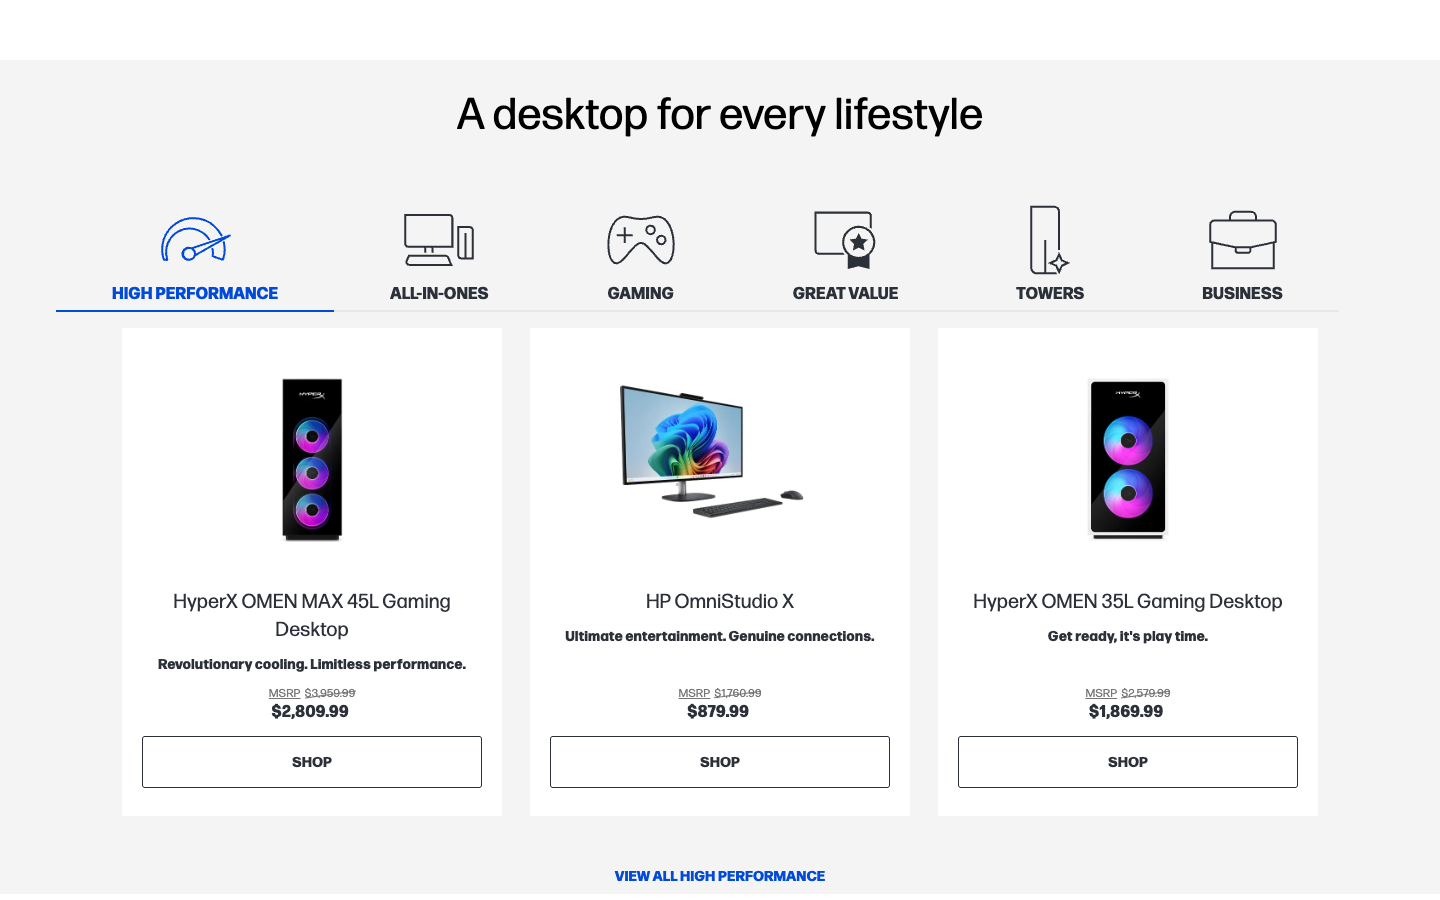 A desktop for every lifestyle
HIGH PERFORMANCE
ALL-IN-ONES
GAMING
GREAT VALUE
TOWERS
BUSINESS
HYPERX
HYPERX
HyperX OMEN MAX 45L Gaming
Desktop
Revolutionary cooling. Limitless performance.
MSRP $3,959.99
$2,809.99
SHOP
HP OmniStudio X
Ultimate entertainment. Genuine connections.
MSRP $1,760.99
$879.99
SHOP
HyperX OMEN 35L Gaming Desktop
Get ready, it's play time.
MSRP $2,579.99
$1,869.99
SHOP
VIEW ALL HIGH PERFORMANCE